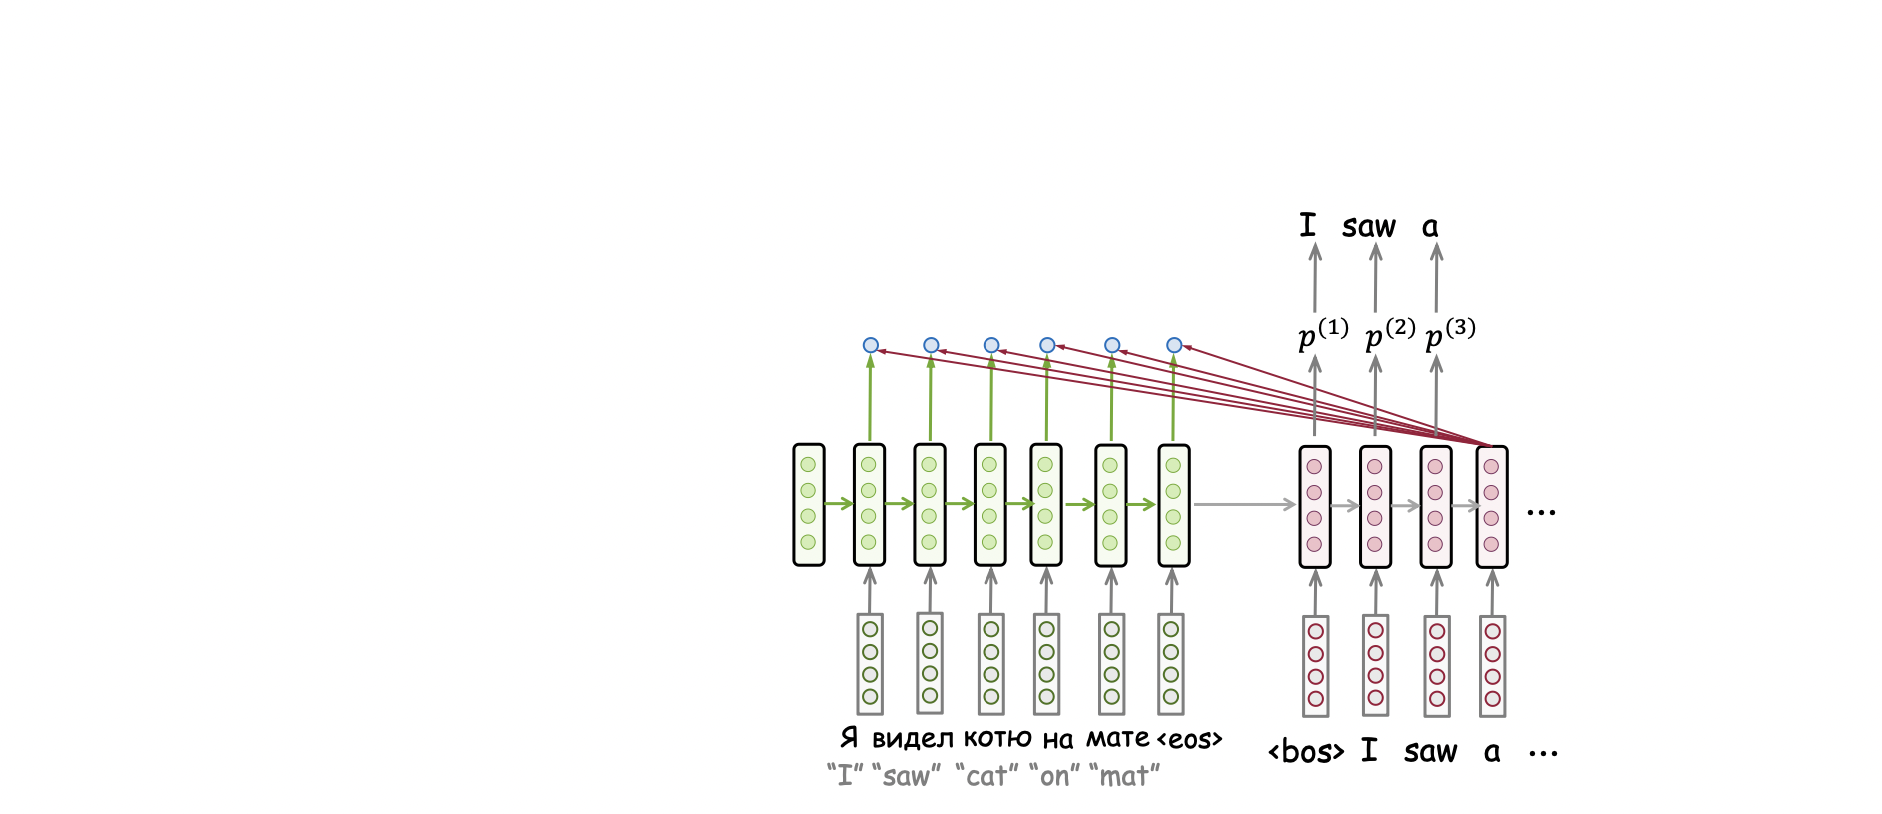 I saw a
p(1) p(2) p(3)
...
Я видел котю на мате <eos>
"I" "saw" "cat" "on" "mat"
<bos> I saw a ...